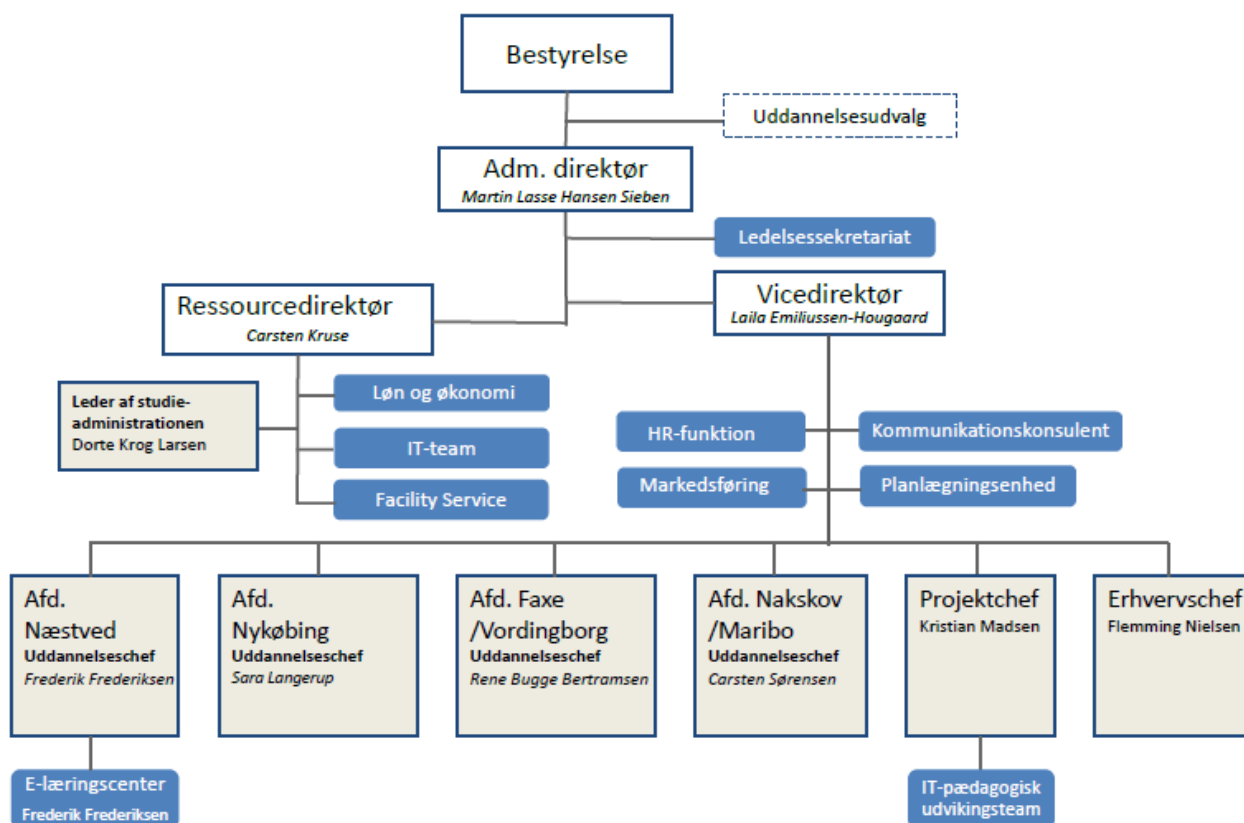 Bestyrelse
Uddannelsesudvalg
Adm. direktør
Martin Lasse Hansen Sieben
Ledelsessekretariat
Ressourcedirektør
Carsten Kruse
Vicedirektør
Laila Emiliussen-Hougaard
Leder af studie-
administrationen
Dorte Krog Larsen
Løn og økonomi
IT-team
Facility Service
HR-funktion
Kommunikationskonsulent
Markedsføring
Planlægningsenhed
Afd.
Næstved
Uddannelseschef
Frederik Frederiksen
Afd.
Nykøbing
Uddannelseschef
Sara Langerup
Afd. Faxe
/Vordingborg
Uddannelseschef
Rene Bugge Bertramsen
Afd. Nakskov
/Maribo
Uddannelseschef
Carsten Sørensen
Projektchef
Kristian Madsen
Erhvervschef
Flemming Nielsen
E-læringscenter
Frederik Frederiksen
IT-pædagogisk
udvikingsteam